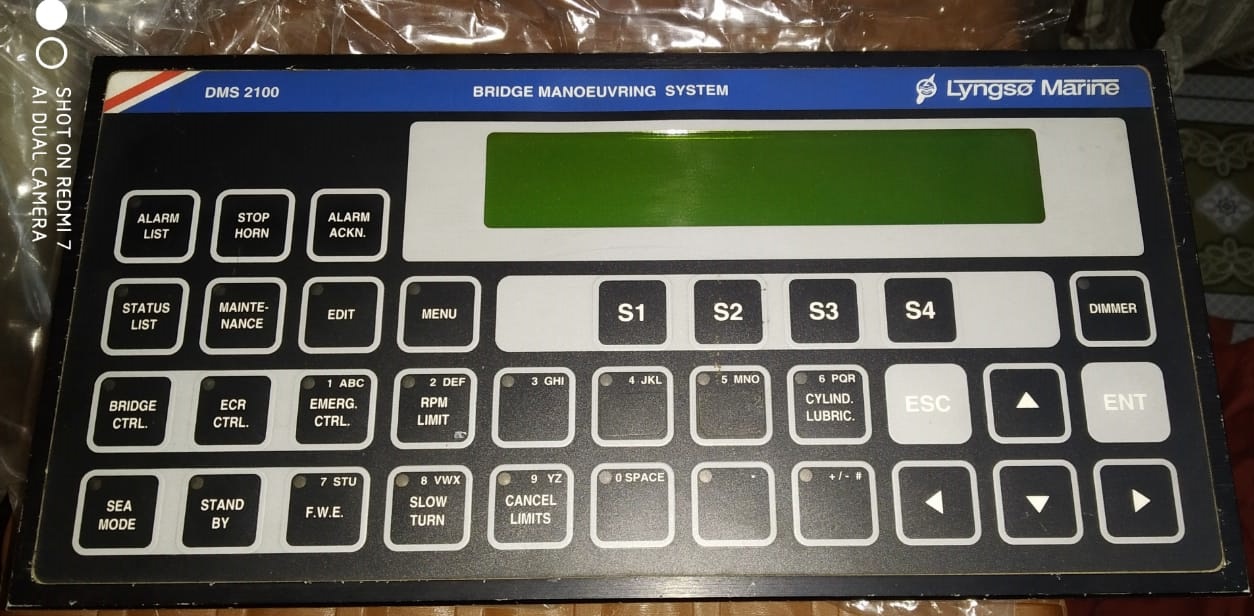 SHOT ON REDMI 7
AI DUAL CAMERA
DMS 2100
BRIDGE MANOEUVRING SYSTEM
Lyngsø Marine
ALARM
LIST
STOP
HORN
ALARM
ACKN.
STATUS
LIST
MAINTE-
NANCE
EDIT
MENU
S1
S2
S3
S4
DIMMER
BRIDGE
CTRL.
ECR
CTRL.
1 ABC
EMERG.
CTRL.
2 DEF
RPM
LIMIT
3 GHI
4 JKL
5 MNO
6 PQR
CYLIND.
LUBRIC.
ESC
▲
ENT
SEA
MODE
STAND
BY
7 STU
F.W.E.
8 VWX
SLOW
TURN
9 YZ
CANCEL
LIMITS
0 SPACE
-
+/- #
◀
▼
▶